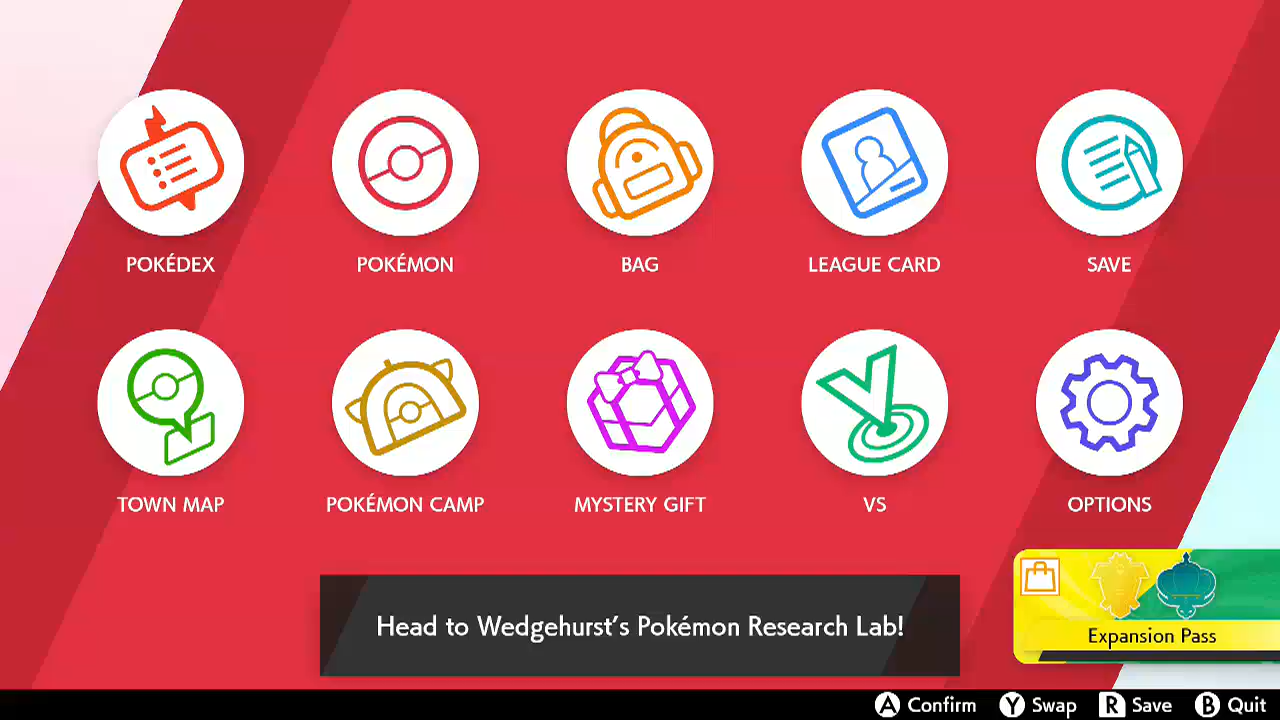 POKÉDEX
POKÉMON
BAG
LEAGUE CARD
SAVE
TOWN MAP
POKÉMON CAMP
MYSTERY GIFT
VS
OPTIONS
Head to Wedgehurst's Pokémon Research Lab!
Expansion Pass
A Confirm
Y Swap
R Save
B Quit